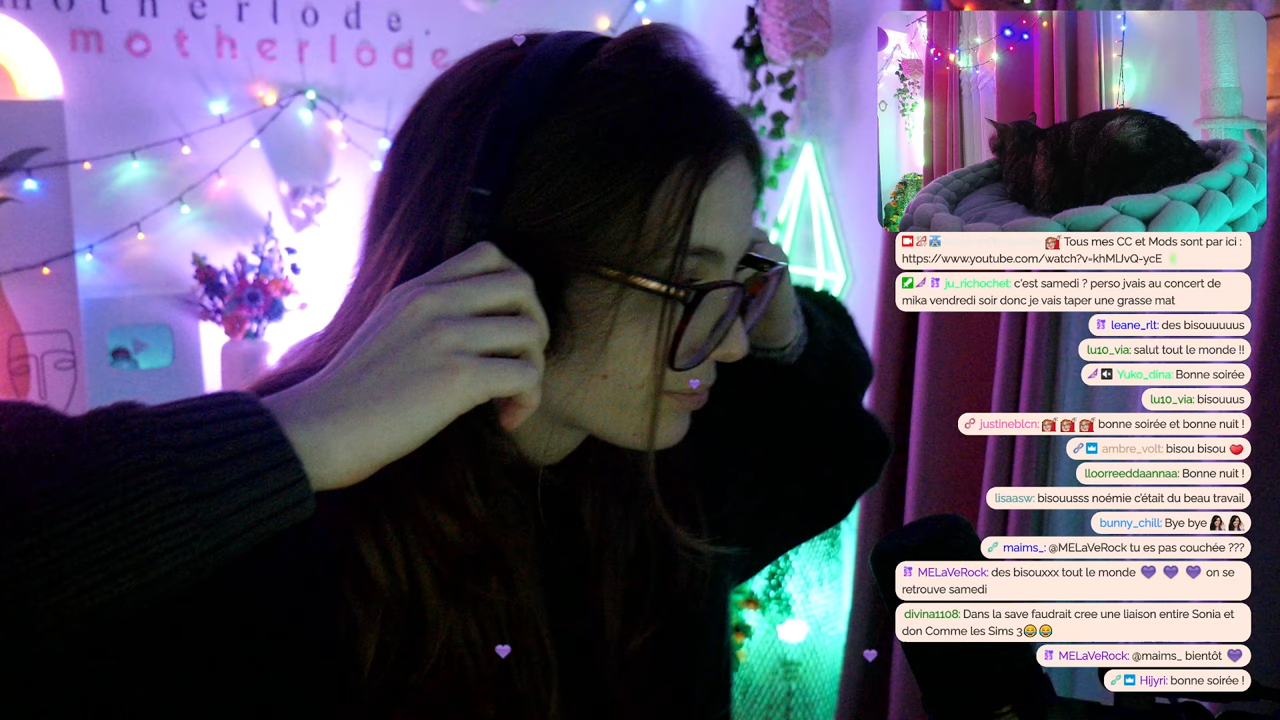 motherlode.
motherlode
Tous mes CC et Mods sont par ici :
https://www.youtube.com/watch?v=khMLlvQ-ycE
ju_richochet: c'est samedi ? perso jvais au concert de
mika vendredi soir donc je vais taper une grasse mat
leane_rlt: des bisouuuuus
lu10_via: salut tout le monde !!
Yuko_dina: Bonne soirée
lu10_via: bisouuus
justineblcn: bonne soirée et bonne nuit !
ambre_volt: bisou bisou
lloorreeddaannaa: Bonne nuit !
lisaasw: bisouusss noémie c'était du beau travail
bunny_chill: Bye bye
maims_: @MELaVeRock tu es pas couchée ???
MELaVeRock: des bisouxxx tout le monde 💜 💜 💜 on se
retrouve samedi
divina1108: Dans la save faudrait cree une liaison entire Sonia et
don Comme les Sims 3😂😂
MELaVeRock: @maims_ bientôt 💜
Hijyri: bonne soirée !